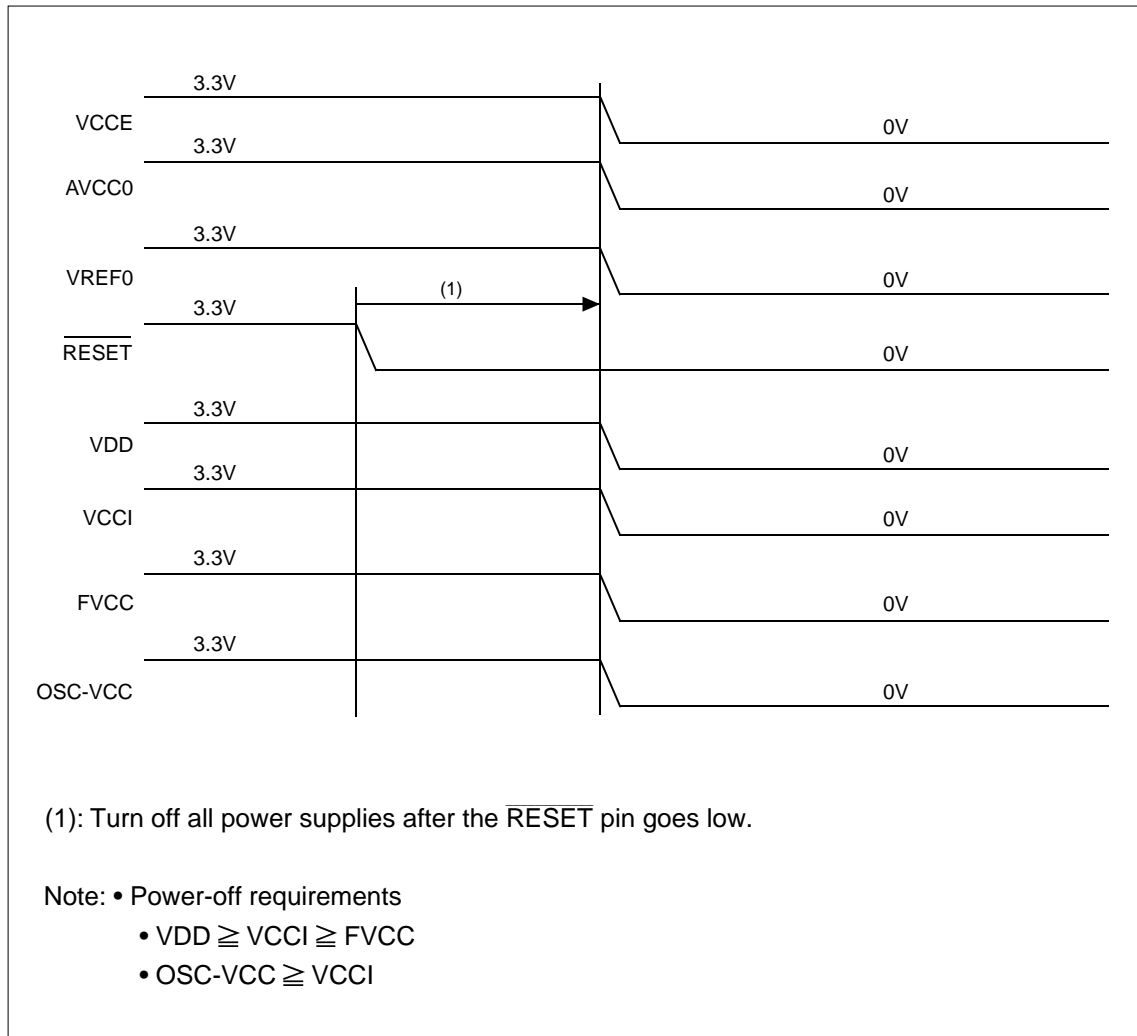 3.3V
VCCE
0V
3.3V
AVCC0
0V
3.3V
VREF0
0V
(1)
3.3V
RESET
0V
3.3V
VDD
0V
3.3V
VCCI
0V
3.3V
FVCC
0V
3.3V
OSC-VCC
0V
(1): Turn off all power supplies after the RESET pin goes low.
Note: • Power-off requirements
• VDD ≧ VCCI ≧ FVCC
• OSC-VCC ≧ VCCI